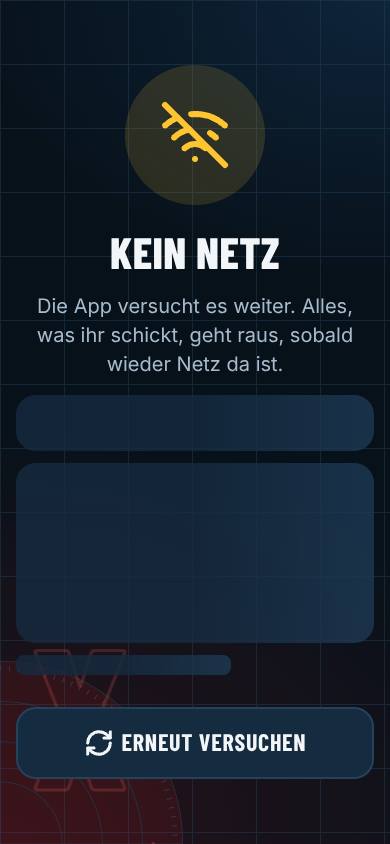 KEIN NETZ
Die App versucht es weiter. Alles,
was ihr schickt, geht raus, sobald
wieder Netz da ist.
ERNEUT VERSUCHEN